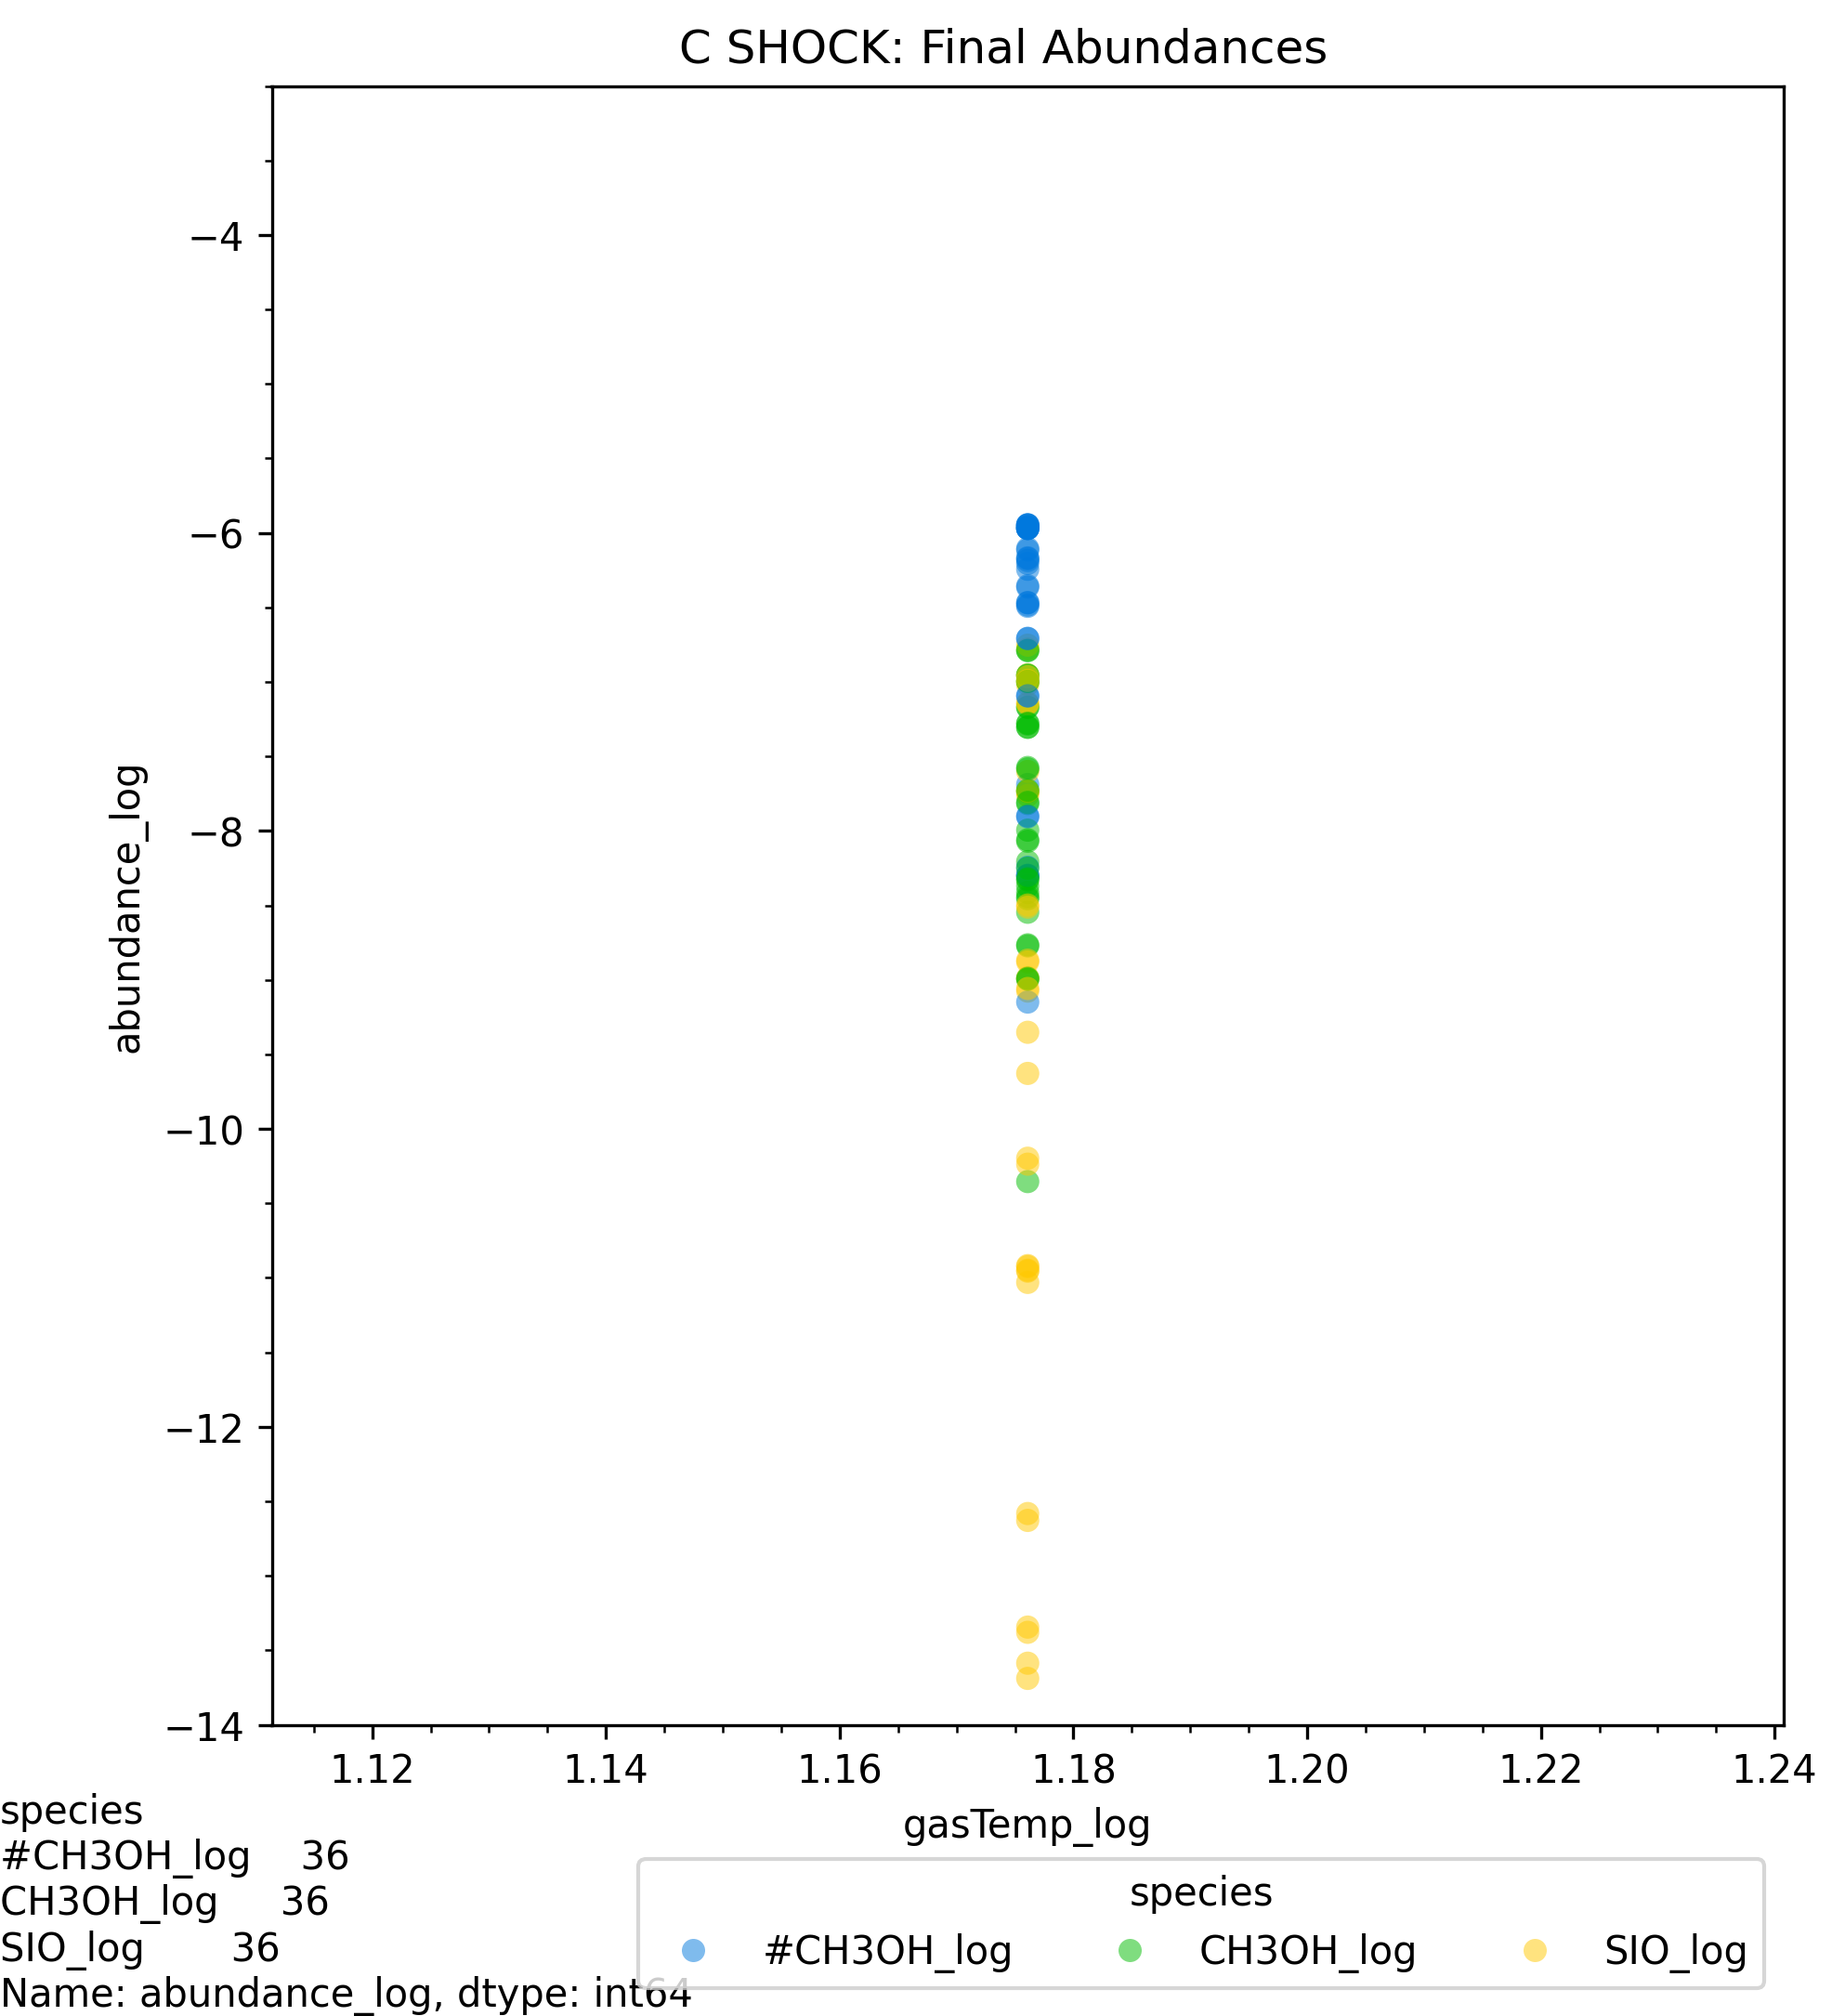 C SHOCK: Final Abundances
abundance_log
−4
−6
−8
−10
−12
−14
1.12 1.14 1.16 1.18 1.20 1.22 1.24
gasTemp_log
species
#CH3OH_log 36
CH3OH_log 36
SIO_log 36
Name: abundance_log, dtype: int64
species
#CH3OH_log CH3OH_log SIO_log